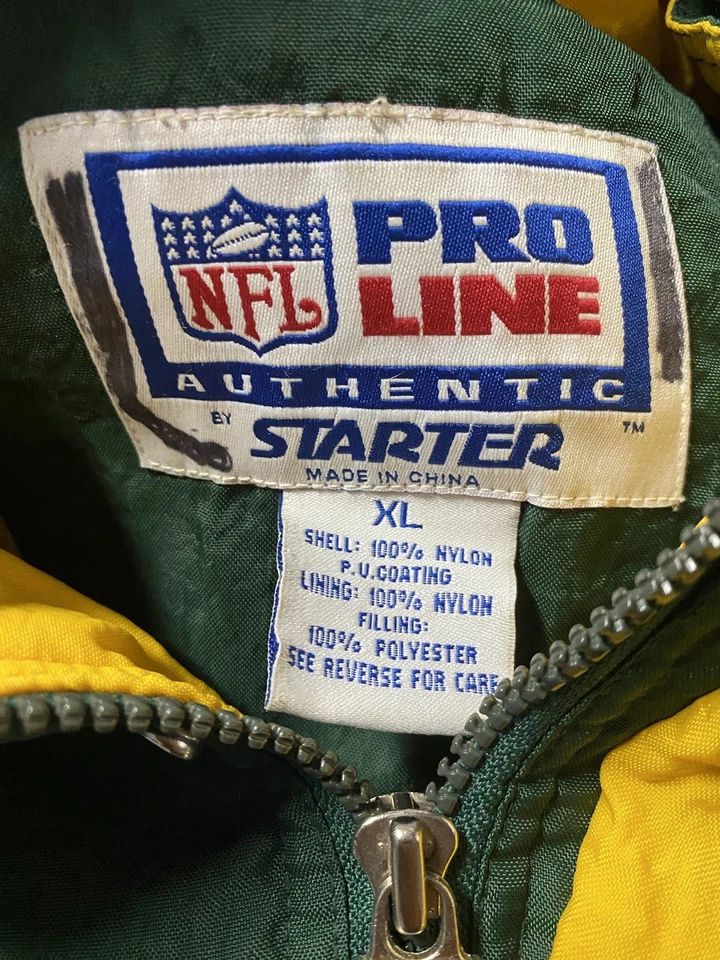 NFL
PRO
LINE
AUTHENTIC
BY STARTER ™
MADE IN CHINA
XL
SHELL: 100% NYLON
P.U.COATING
LINING: 100% NYLON
FILLING:
100% POLYESTER
SEE REVERSE FOR CARE